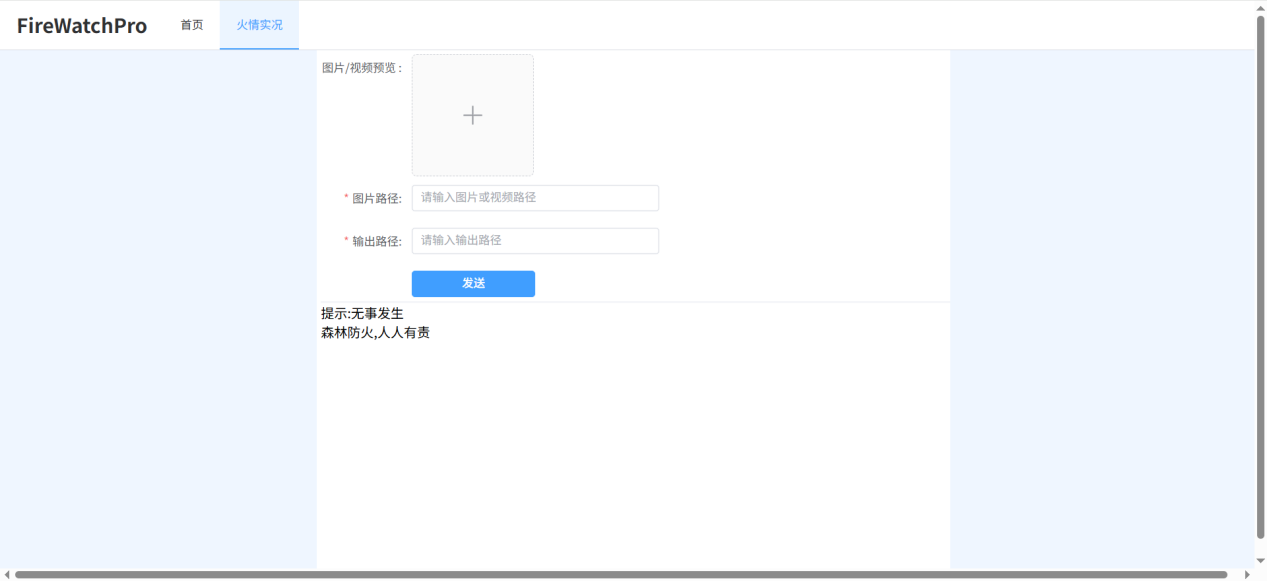 FireWatchPro 首页 火情实况
图片/视频预览 :
* 图片路径: 请输入图片或视频路径
* 输出路径: 请输入输出路径
发送
提示:无事发生
森林防火,人人有责